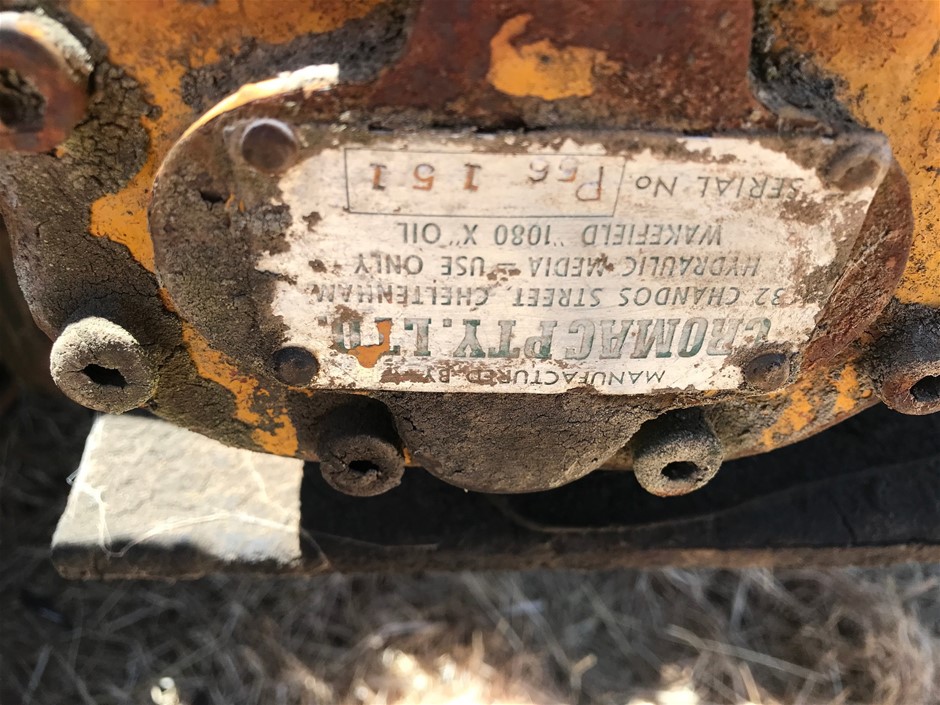 MANUFACTURED BY
CROMAC PTY. LTD.
32 CHANDOS STREET, CHELTENHAM
HYDRAULIC MEDIA — USE ONLY
WAKEFIELD "1080 X" OIL
SERIAL No. P56 151